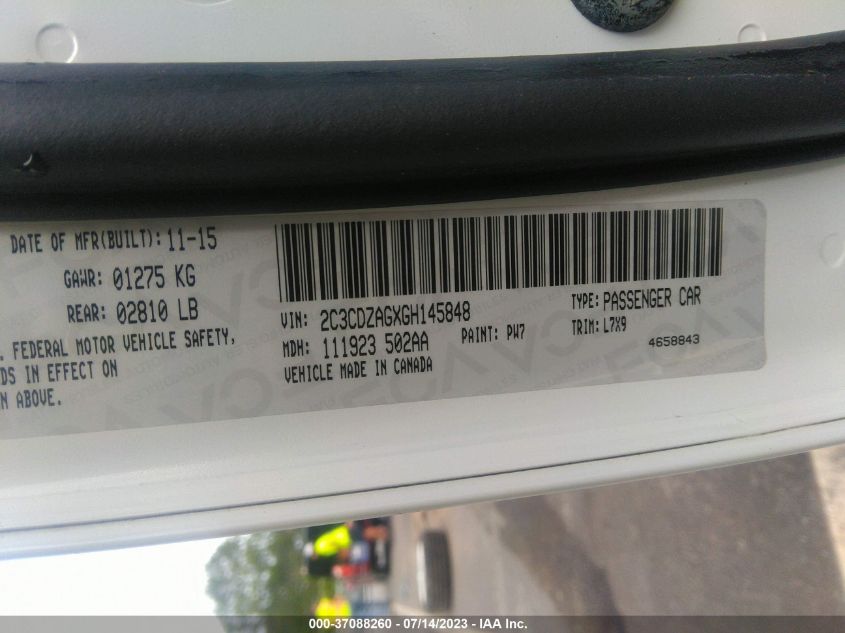 DATE OF MFR(BUILT): 11-15
GAWR: 01275 KG
REAR: 02810 LB
FEDERAL MOTOR VEHICLE SAFETY,
IN EFFECT ON
ABOVE.
VIN: 2C3CDZAGXGH145848
TYPE: PASSENGER CAR
MDH: 111923 502AA
PAINT: PW7
TRIM: L7X9
VEHICLE MADE IN CANADA
4658843
000-37088260 - 07/14/2023 - IAA Inc.